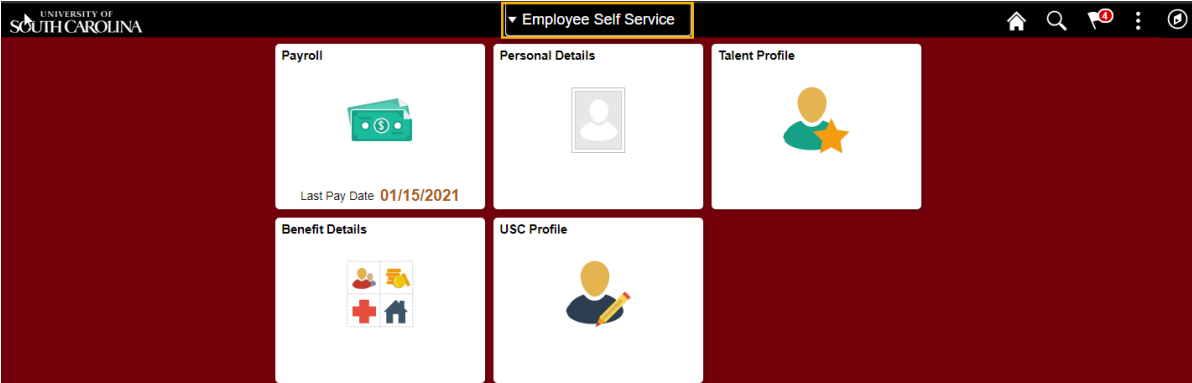 UNIVERSITY OF
SOUTH CAROLINA
Employee Self Service
4
Payroll
Personal Details
Talent Profile
$
Last Pay Date 01/15/2021
Benefit Details
USC Profile